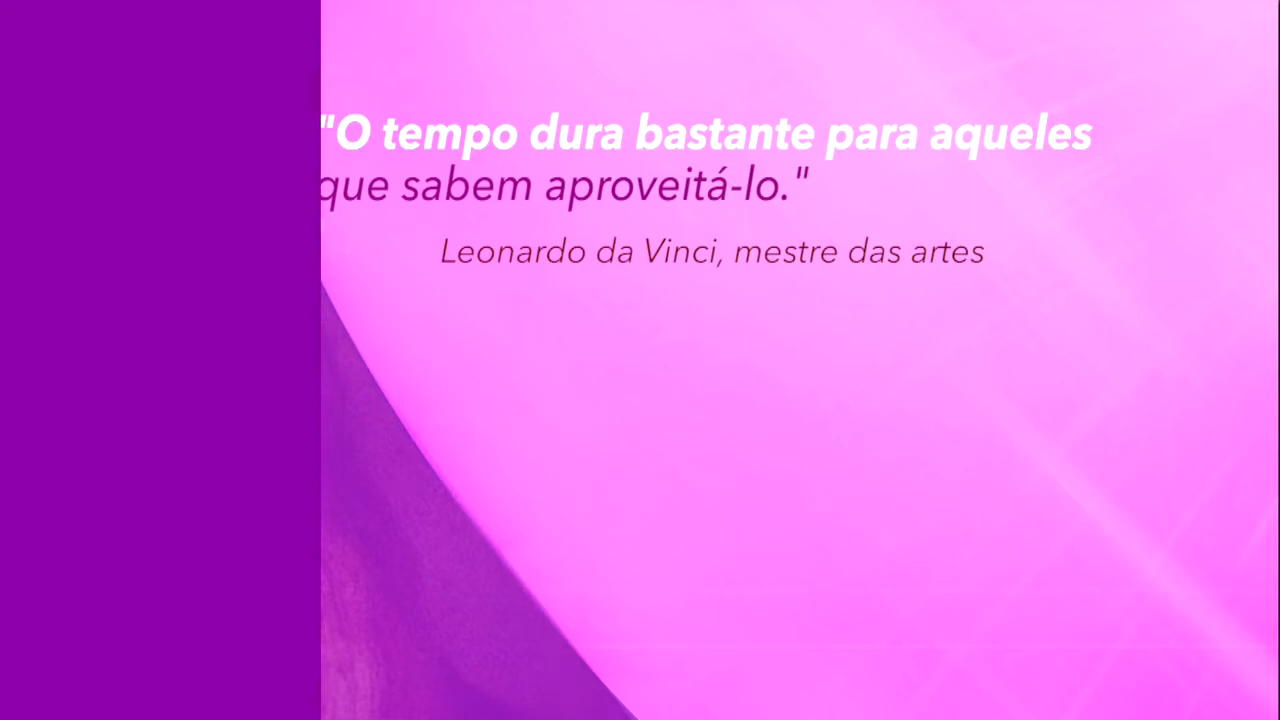 "O tempo dura bastante para aqueles
que sabem aproveitá-lo."
Leonardo da Vinci, mestre das artes